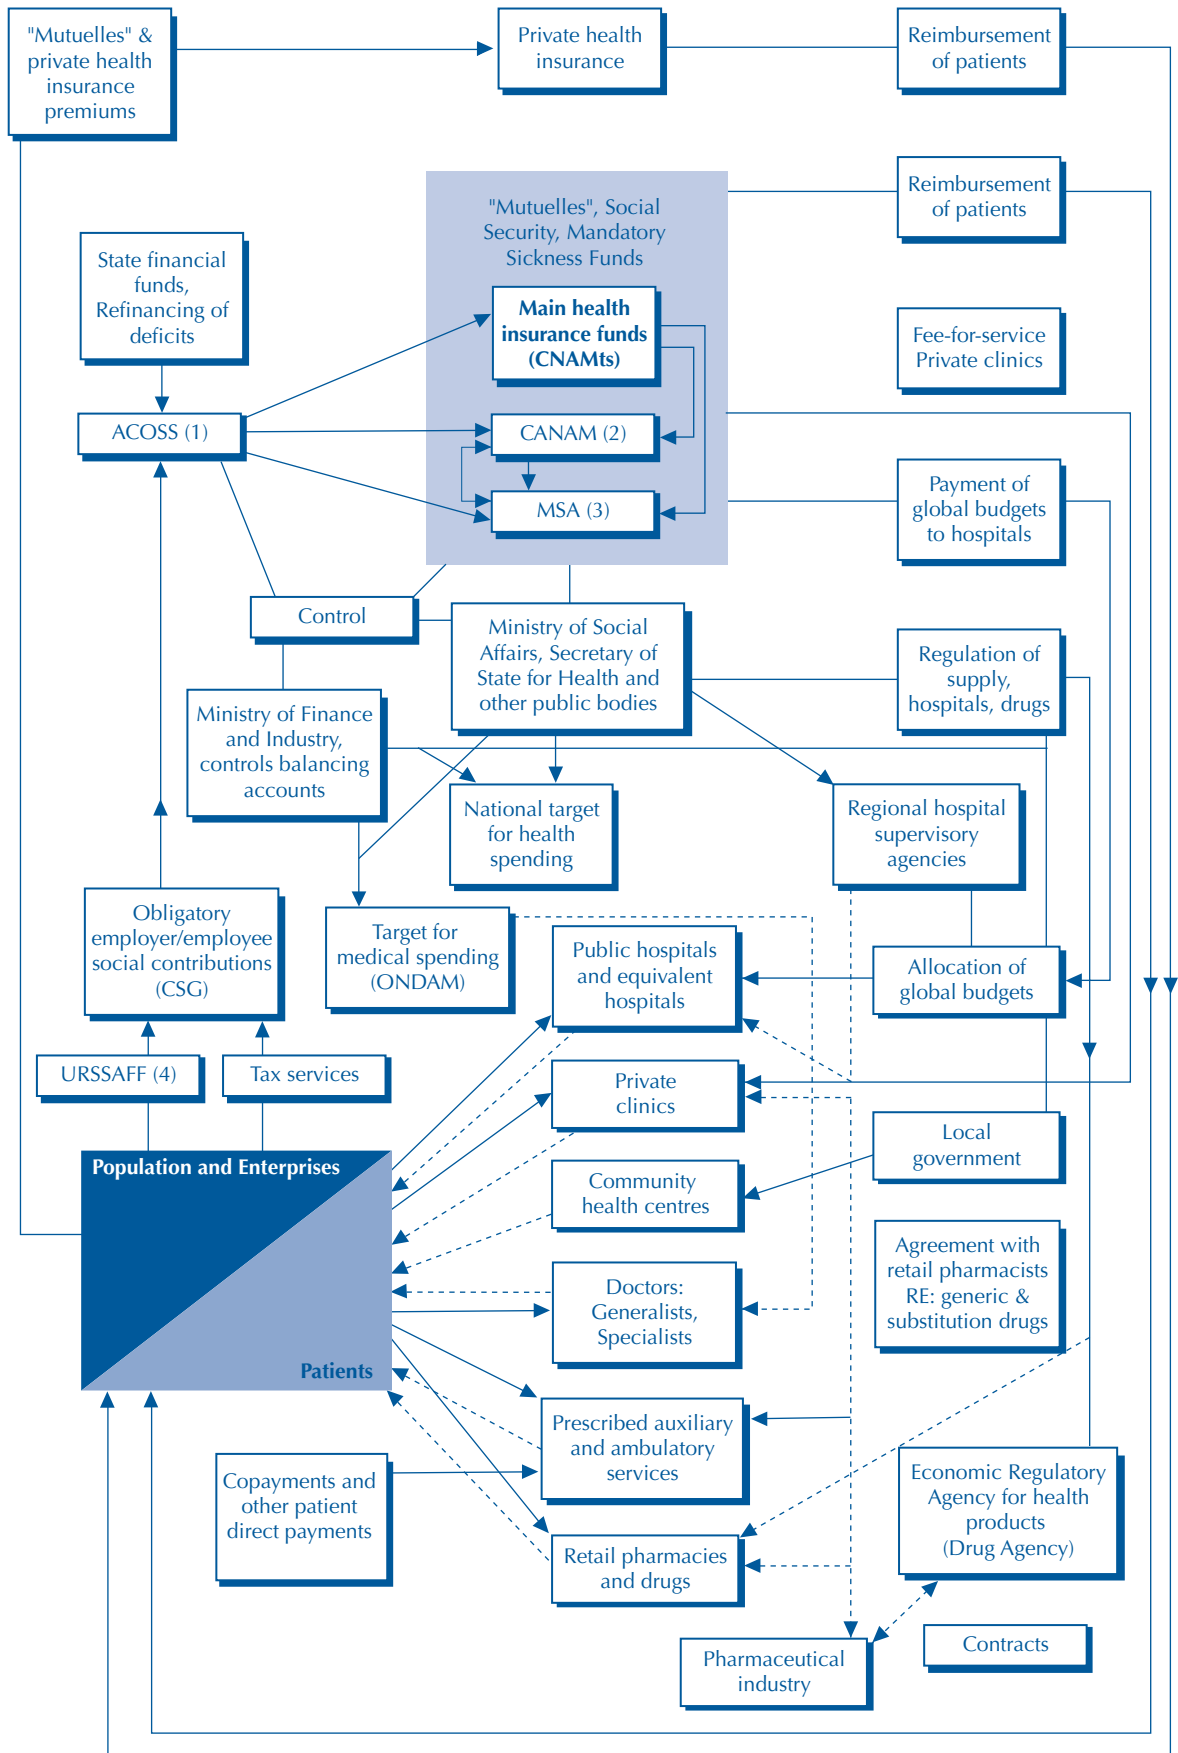 "Mutuelles" &
private health
insurance
premiums
Private health
insurance
Reimbursement
of patients
Reimbursement
of patients
"Mutuelles", Social
Security, Mandatory
Sickness Funds
State financial
funds,
Refinancing of
deficits
Main health
insurance funds
(CNAMts)
Fee-for-service
Private clinics
ACOSS (1)
CANAM (2)
MSA (3)
Payment of
global budgets
to hospitals
Control
Ministry of Social
Affairs, Secretary of
State for Health and
other public bodies
Regulation of
supply,
hospitals, drugs
Ministry of Finance
and Industry,
controls balancing
accounts
National target
for health
spending
Regional hospital
supervisory
agencies
Obligatory
employer/employee
social contributions
(CSG)
Target for
medical spending
(ONDAM)
Public hospitals
and equivalent
hospitals
Allocation of
global budgets
URSSAFF (4)
Tax services
Private
clinics
Local
government
Population and Enterprises
Community
health centres
Agreement with
retail pharmacists
RE: generic &
substitution drugs
Doctors:
Generalists,
Specialists
Patients
Prescribed auxiliary
and ambulatory
services
Copayments and
other patient
direct payments
Economic Regulatory
Agency for health
products
(Drug Agency)
Retail pharmacies
and drugs
Contracts
Pharmaceutical
industry